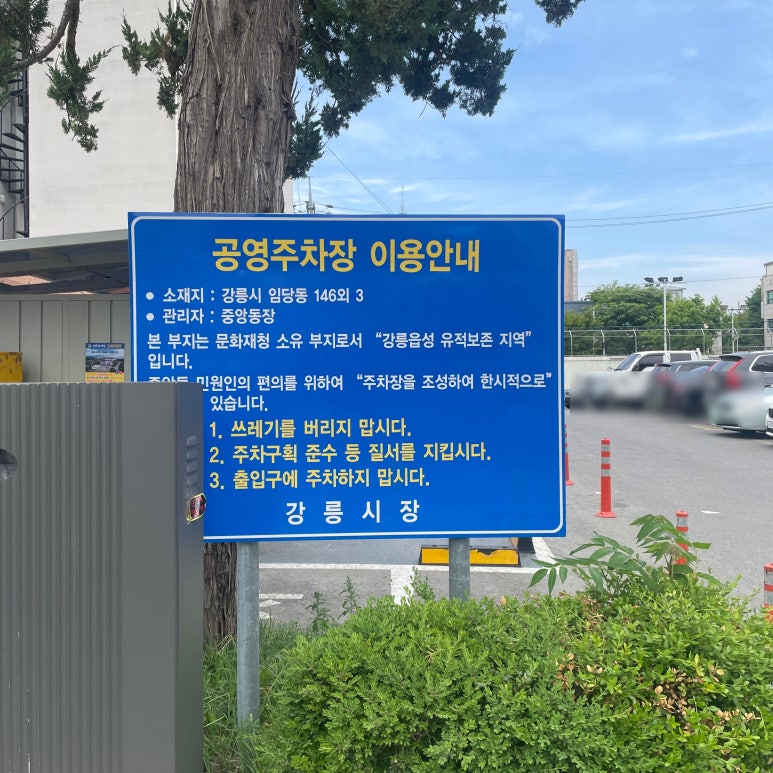 공영주차장 이용안내
● 소재지 : 강릉시 임당동 146외 3
● 관리자 : 중앙동장
본 부지는 문화재청 소유 부지로서 “강릉읍성 유적보존 지역”
입니다.
민원인의 편의를 위하여 “주차장을 조성하여 한시적으로”
있습니다.
1. 쓰레기를 버리지 맙시다.
2. 주차구획 준수 등 질서를 지킵시다.
3. 출입구에 주차하지 맙시다.
강릉시장